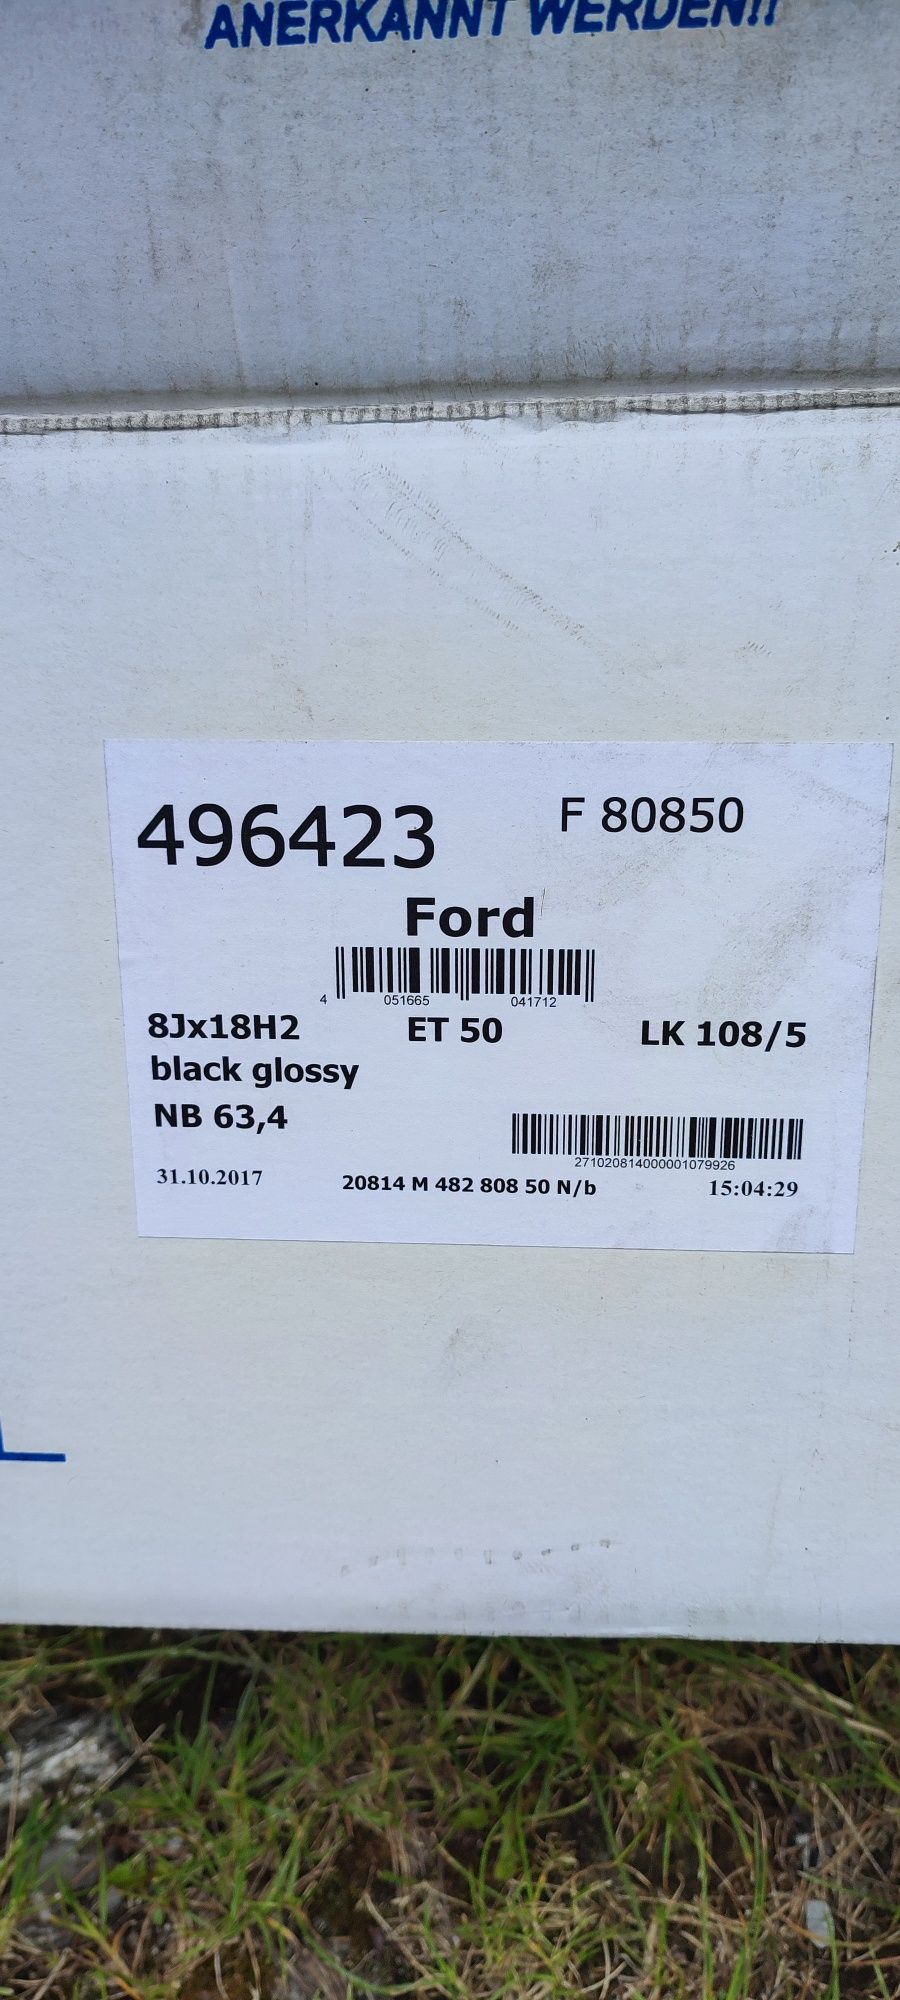 ANERKANNT WERDEN!!
496423
F 80850
Ford
4 051665 041712
8Jx18H2 ET 50 LK 108/5
black glossy
NB 63,4
271020814000001079926
31.10.2017 20814 M 482 808 50 N/b 15:04:29